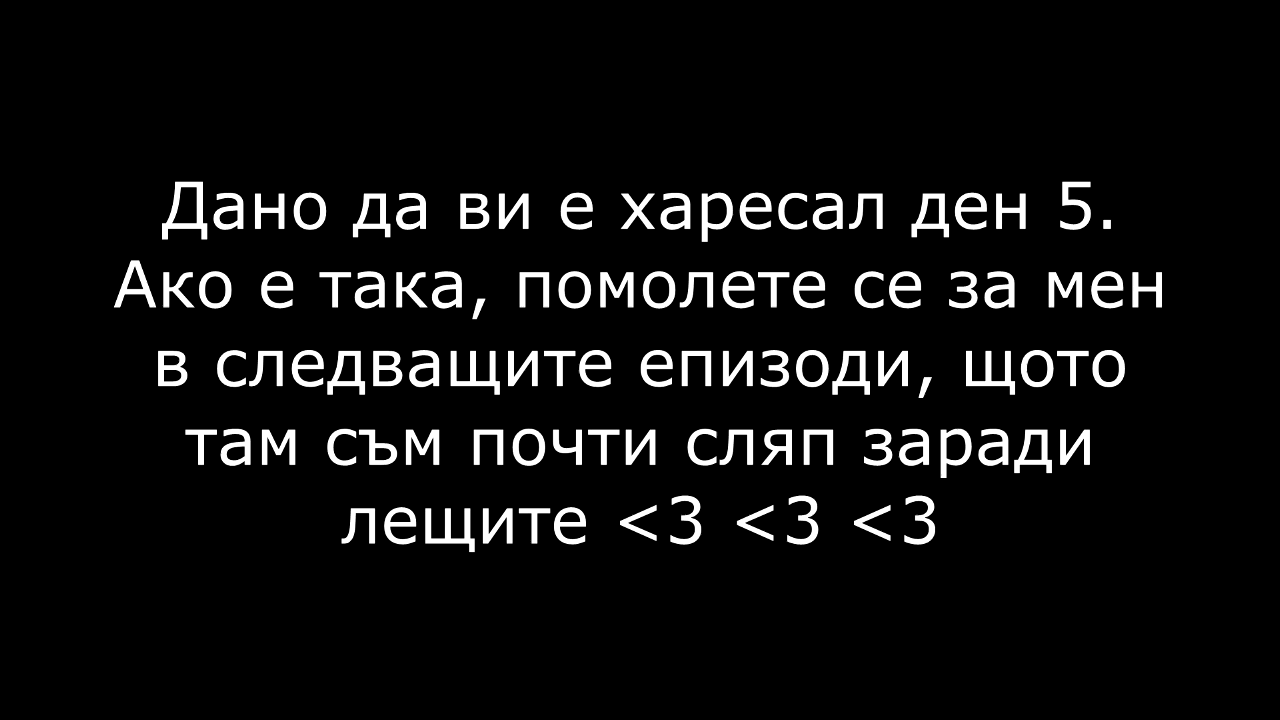 Дано да ви е харесал ден 5.
Ако е така, помолете се за мен
в следващите епизоди, щото
там съм почти сляп заради
лещите <3 <3 <3